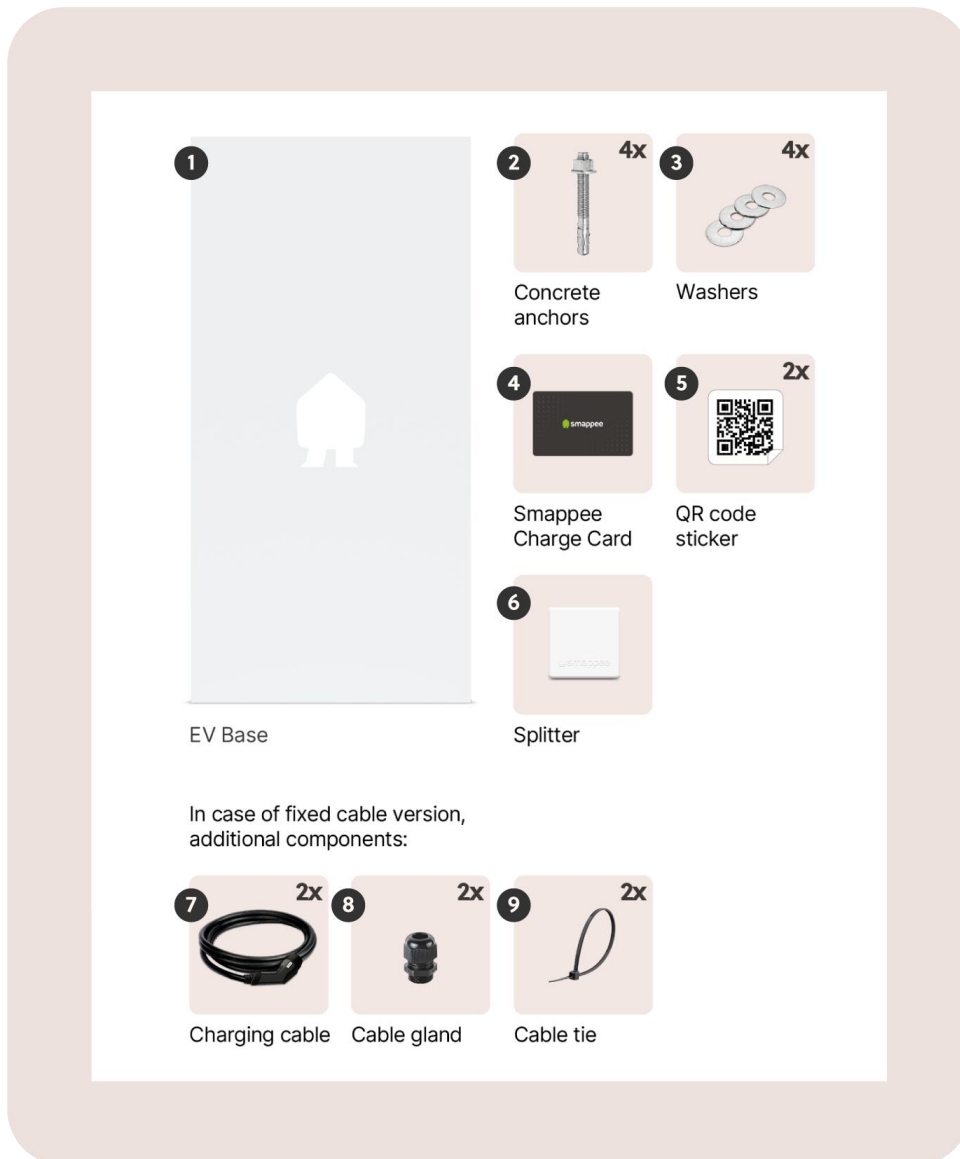 1
2
4x
3
4x
Concrete
anchors
Washers
4
smappee
5
2x
Smappee
Charge Card
QR code
sticker
6
smappee
EV Base
Splitter
In case of fixed cable version,
additional components:
7
2x
8
2x
9
2x
Charging cable
Cable gland
Cable tie